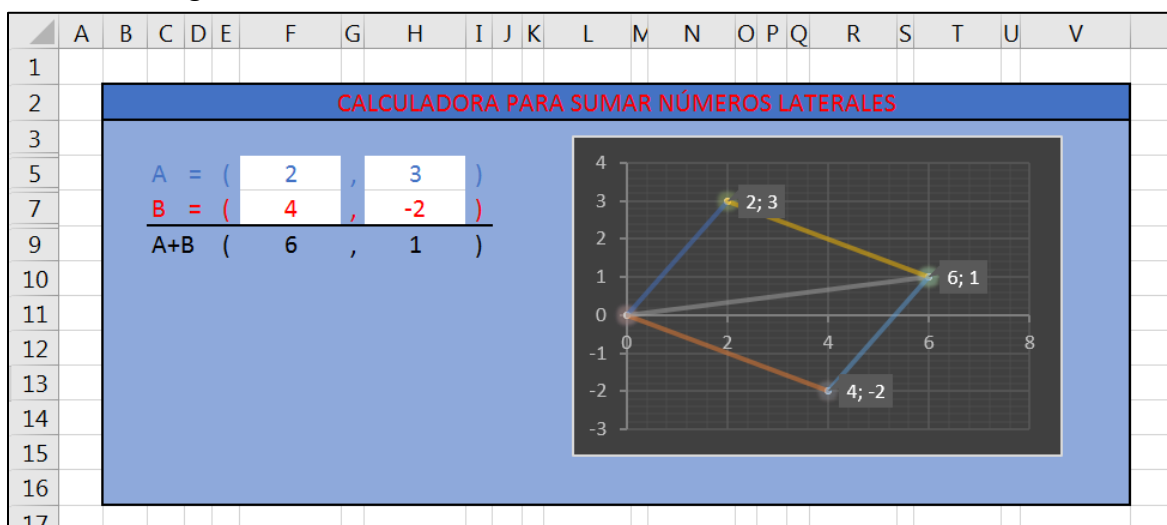 A B C D E F G H I J K L M N O P Q R S T U V
1
2 CALCULADORA PARA SUMAR NÚMEROS LATERALES
3
5 A = ( 2 , 3 )
7 B = ( 4 , -2 )
9 A+B ( 6 , 1 )
10
11
12
13
14
15
16
17
4
3 2; 3
2
1 6; 1
0
0 2 4 6 8
-1
-2 4; -2
-3